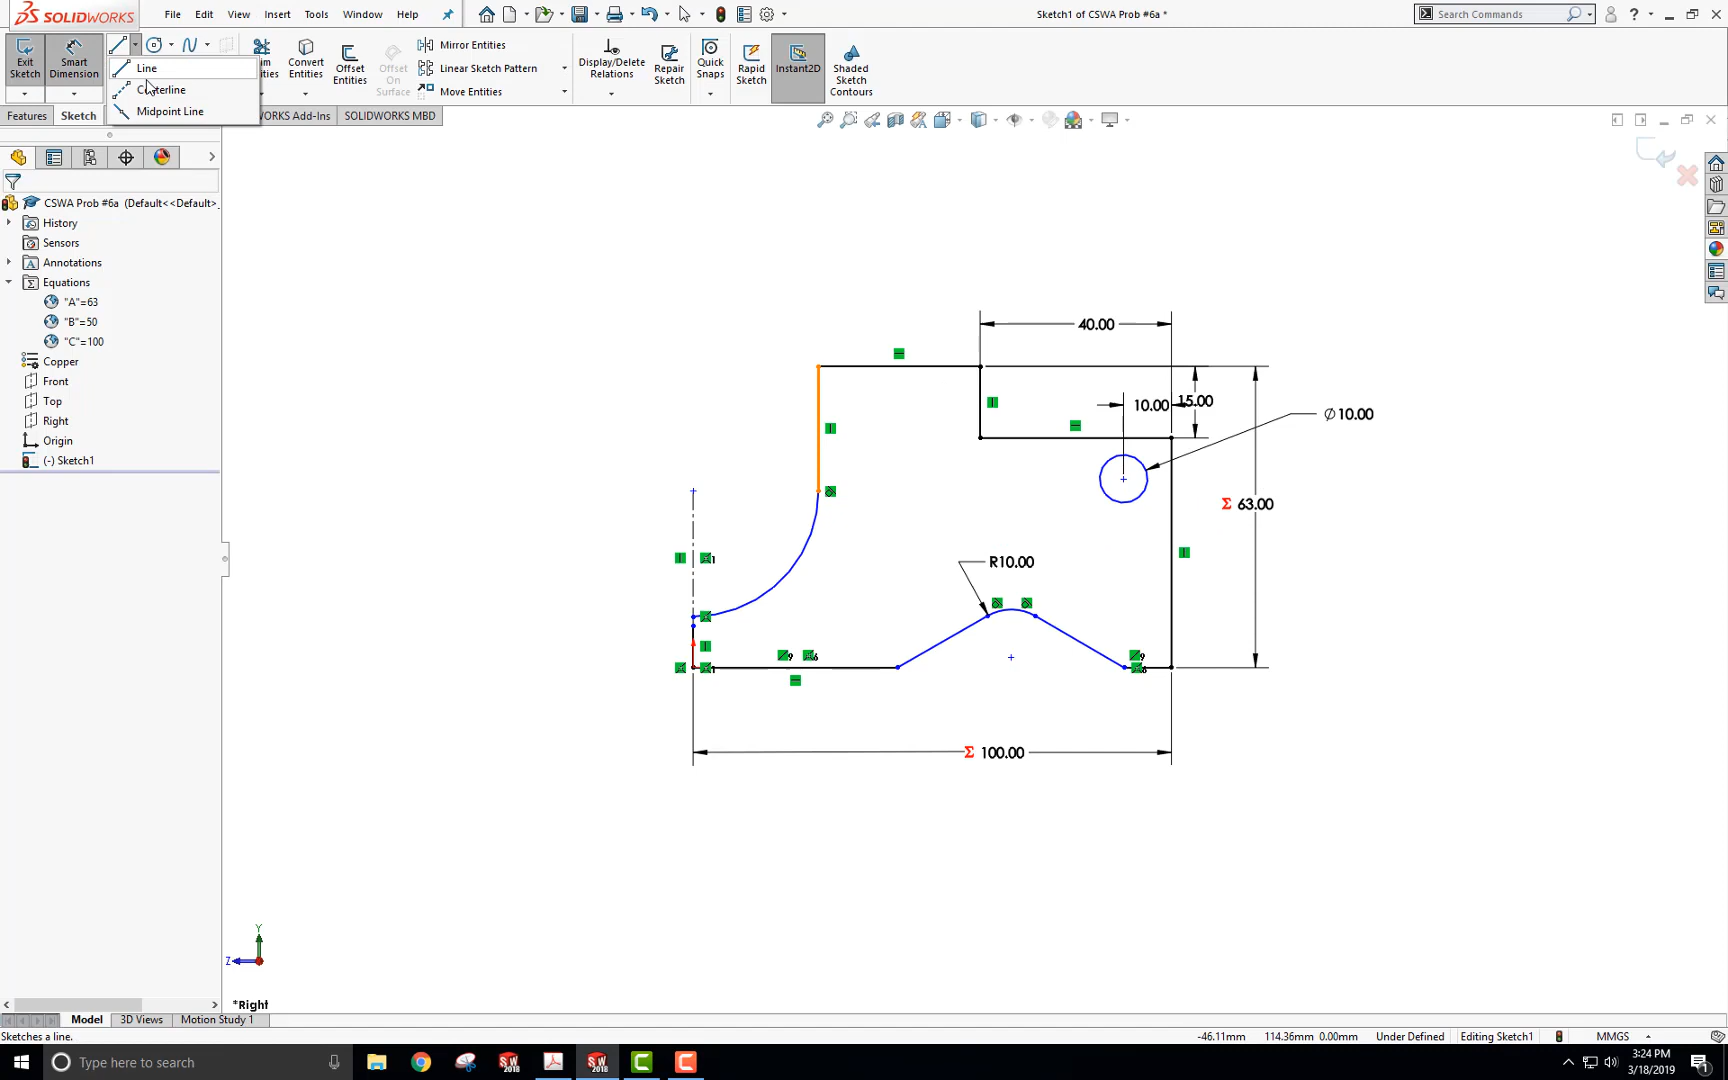 SOLIDWORKS File Edit View Insert Tools Window Help Sketch1 of CSWA Prob #6a * Search Commands ?
Exit Sketch Smart Dimension Convert Entities Offset Entities Offset On Surface Mirror Entities Linear Sketch Pattern Move Entities Display/Delete Relations Repair Sketch Quick Snaps Rapid Sketch Instant2D Shaded Sketch Contours
Line
Centerline
Midpoint Line
Features Sketch SOLIDWORKS MBD
CSWA Prob #6a (Default<<Default>_
History
Sensors
Annotations
Equations
"A"=63
"B"=50
"C"=100
Copper
Front
Top
Right
Origin
(-) Sketch1
40.00
10.00 15.00
Ø10.00
Σ 63.00
R10.00
Σ 100.00
Y
Z
*Right
Model 3D Views Motion Study 1
Sketches a line. -46.11mm 114.36mm 0.00mm Under Defined Editing Sketch1 MMGS
Type here to search
3:24 PM
3/18/2019